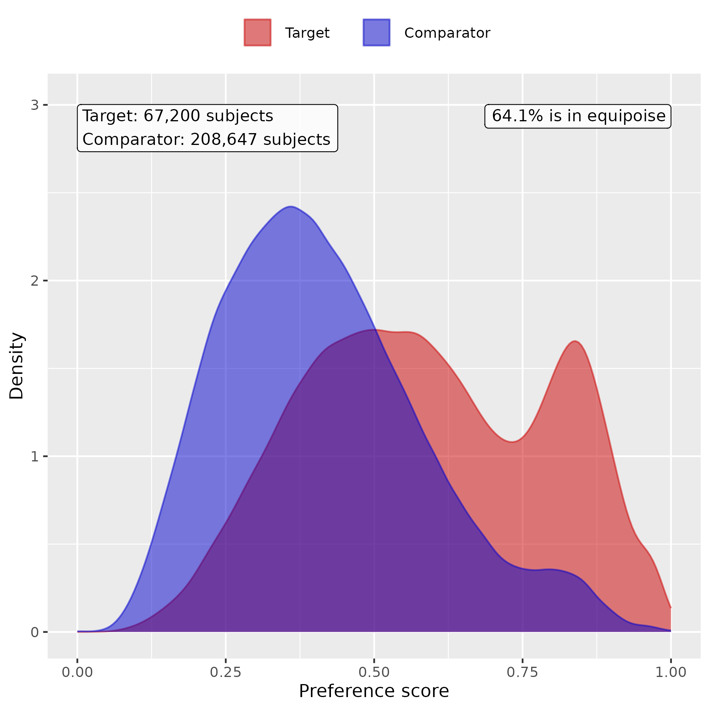 Target Comparator
Target: 67,200 subjects
Comparator: 208,647 subjects
64.1% is in equipoise
3
2
1
0
Density
0.00 0.25 0.50 0.75 1.00
Preference score